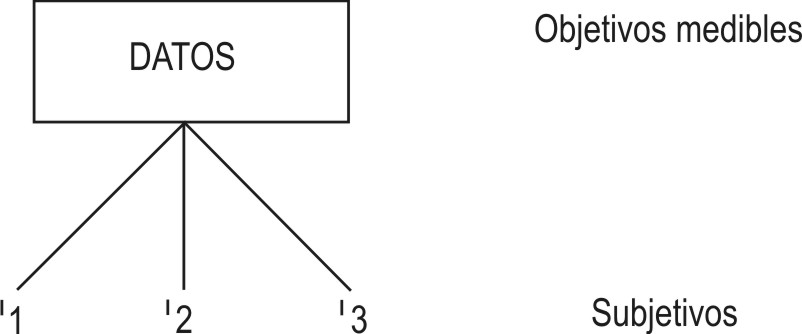 DATOS
Objetivos medibles
I1
I2
I3
Subjetivos